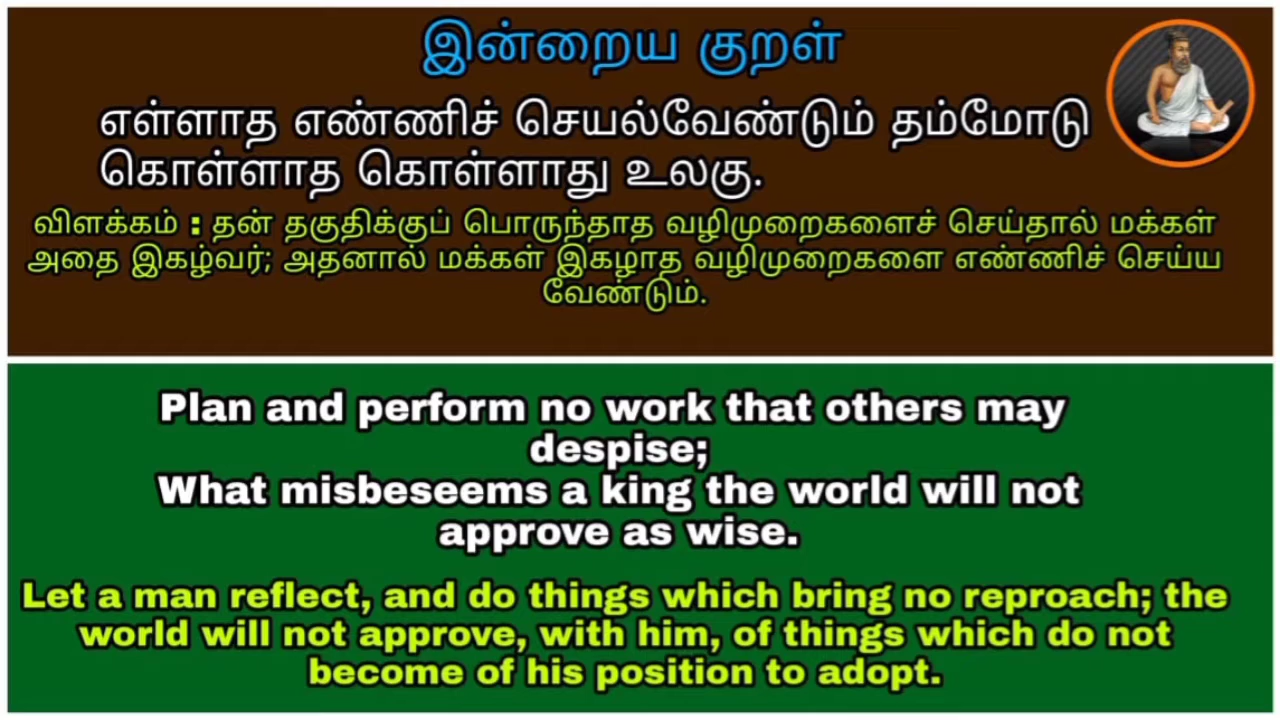 இன்றைய குறள்
எள்ளாத எண்ணிச் செயல்வேண்டும் தம்மோடு
கொள்ளாத கொள்ளாது உலகு.
விளக்கம் : தன் தகுதிக்குப் பொருந்தாத வழிமுறைகளைச் செய்தால் மக்கள்
அதை இகழ்வர்; அதனால் மக்கள் இகழாத வழிமுறைகளை எண்ணிச் செய்ய
வேண்டும்.
Plan and perform no work that others may
despise;
What misbeseems a king the world will not
approve as wise.
Let a man reflect, and do things which bring no reproach; the
world will not approve, with him, of things which do not
become of his position to adopt.